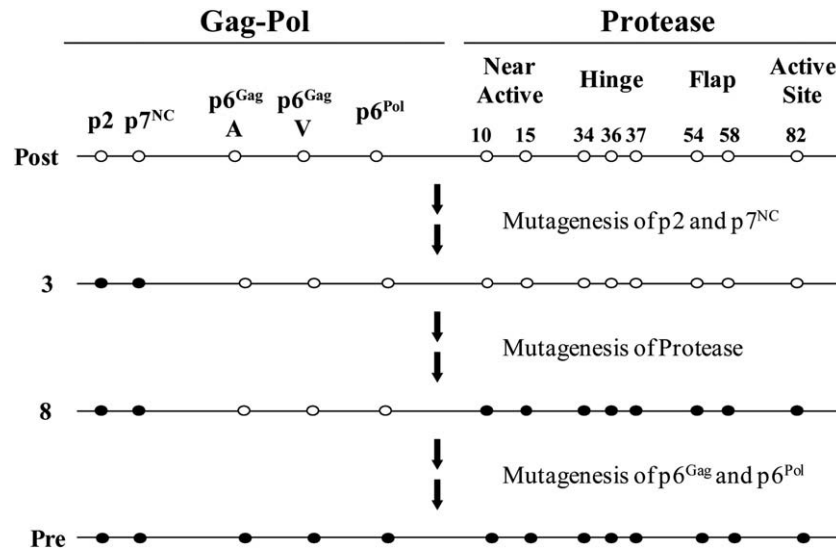 Gag-Pol Protease
Near Active Hinge Flap Active Site
p2 p7NC p6Gag A p6Gag V p6Pol
10 15 34 36 37 54 58 82
Post
Mutagenesis of p2 and p7NC
3
Mutagenesis of Protease
8
Mutagenesis of p6Gag and p6Pol
Pre